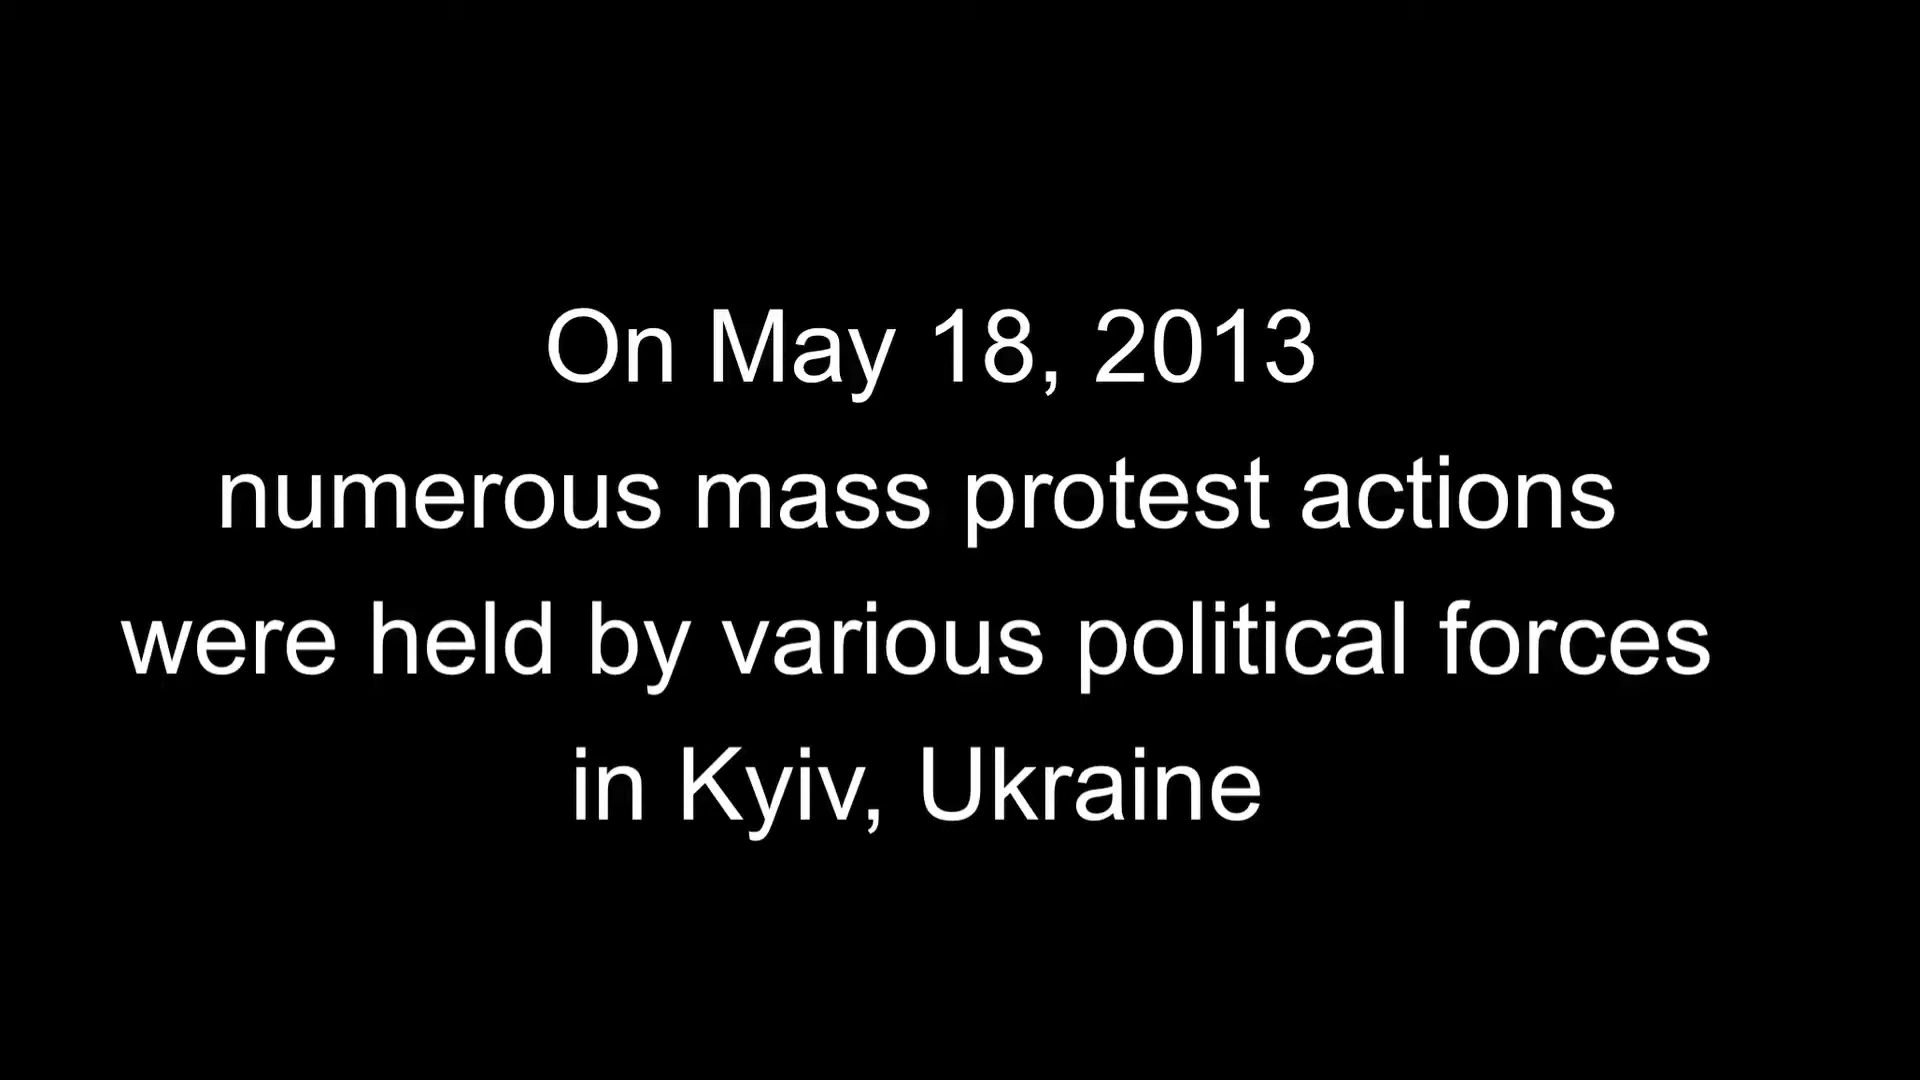 On May 18, 2013
numerous mass protest actions
were held by various political forces
in Kyiv, Ukraine